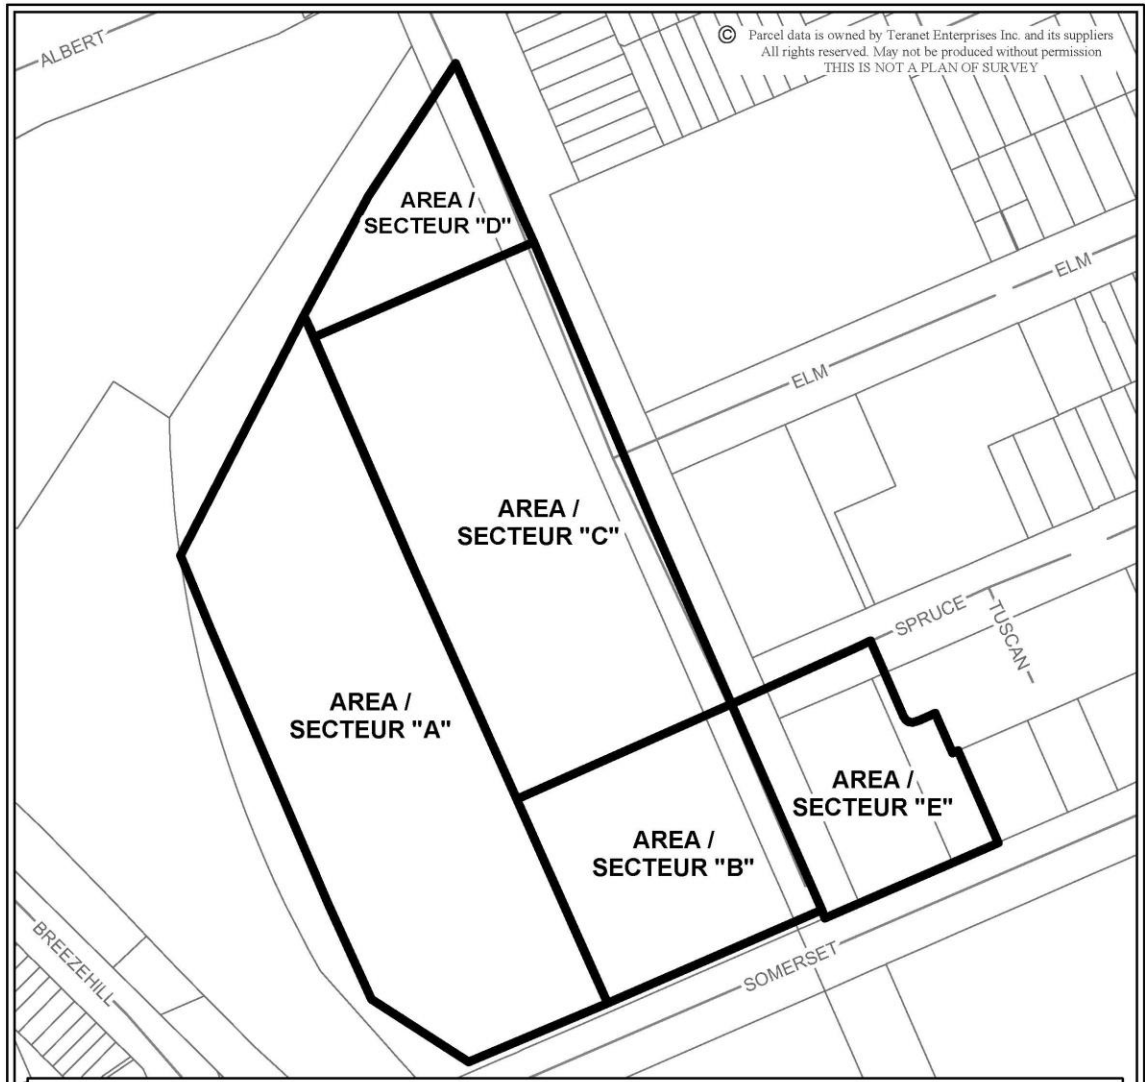 © Parcel data is owned by Teranet Enterprises Inc. and its suppliers
All rights reserved. May not be produced without permission
THIS IS NOT A PLAN OF SURVEY
ALBERT
AREA /
SECTEUR "D"
ELM
ELM
AREA /
SECTEUR "C"
SPRUCE
TUSCAN
AREA /
SECTEUR "A"
AREA /
SECTEUR "E"
AREA /
SECTEUR "B"
BREEZEHILL
SOMERSET